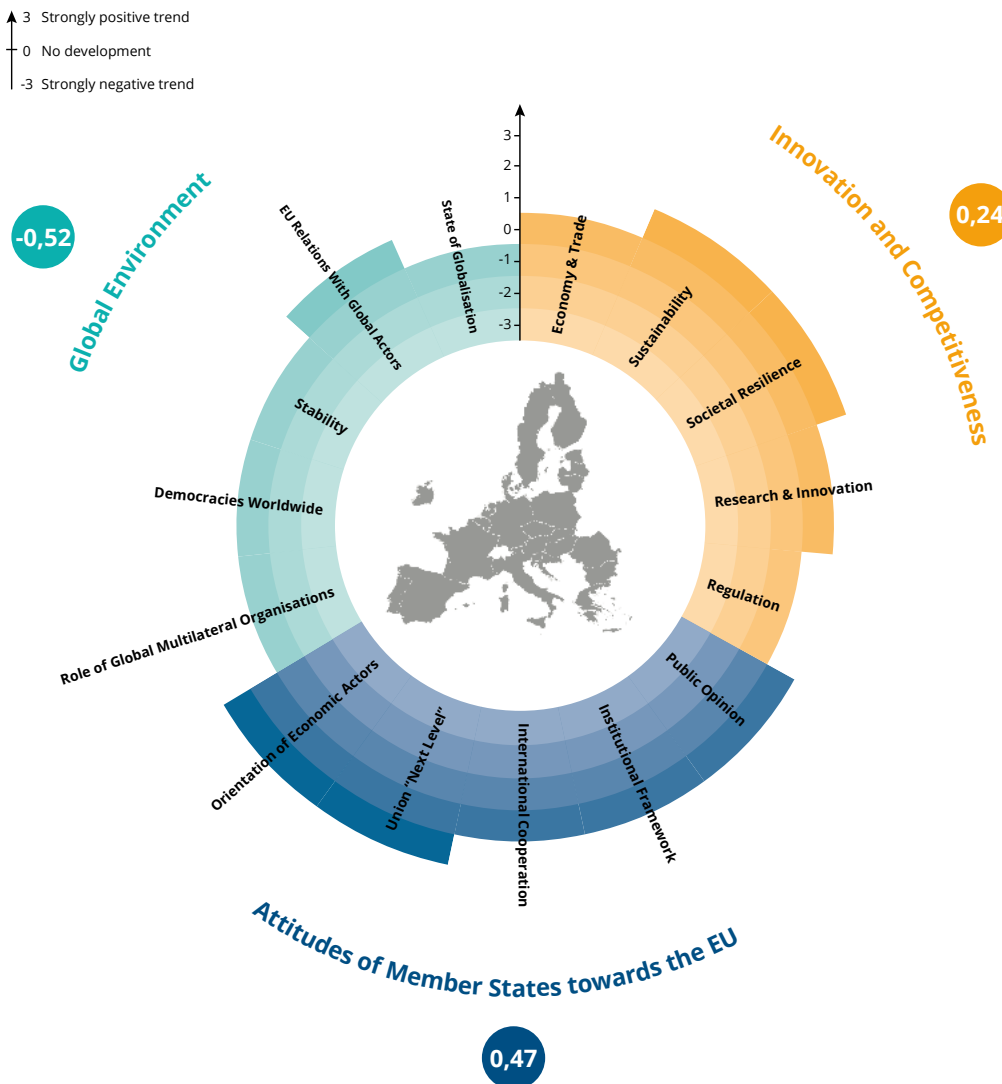 3 Strongly positive trend
0 No development
-3 Strongly negative trend
3
2
1
0
-1
-2
-3
Innovation and Competitiveness
0,24
Economy & Trade
Sustainability
Societal Resilience
Research & Innovation
Regulation
Public Opinion
Institutional Framework
International Cooperation
Union "Next Level"
Orientation of Economic Actors
Attitudes of Member States towards the EU
0,47
Role of Global Multilateral Organisations
Democracies Worldwide
Stability
EU Relations With Global Actors
State of Globalisation
Global Environment
-0,52